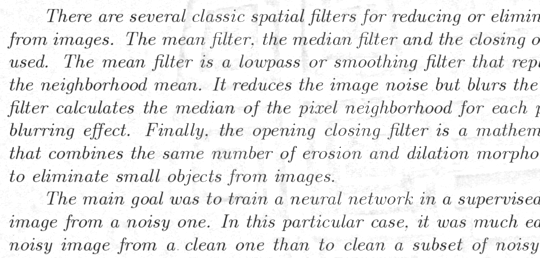 There are several classic spatial filters for reducing or elimin
from images. The mean filter, the median filter and the closing o
used. The mean filter is a lowpass or smoothing filter that repl
the neighborhood mean. It reduces the image noise but blurs the
filter calculates the median of the pixel neighborhood for each p
blurring effect. Finally, the opening closing filter is a mathem
that combines the same number of erosion and dilation morpho
to eliminate small objects from images.
The main goal was to train a neural network in a supervised
image from a noisy one. In this particular case, it was much ea
noisy image from a clean one than to clean a subset of noisy